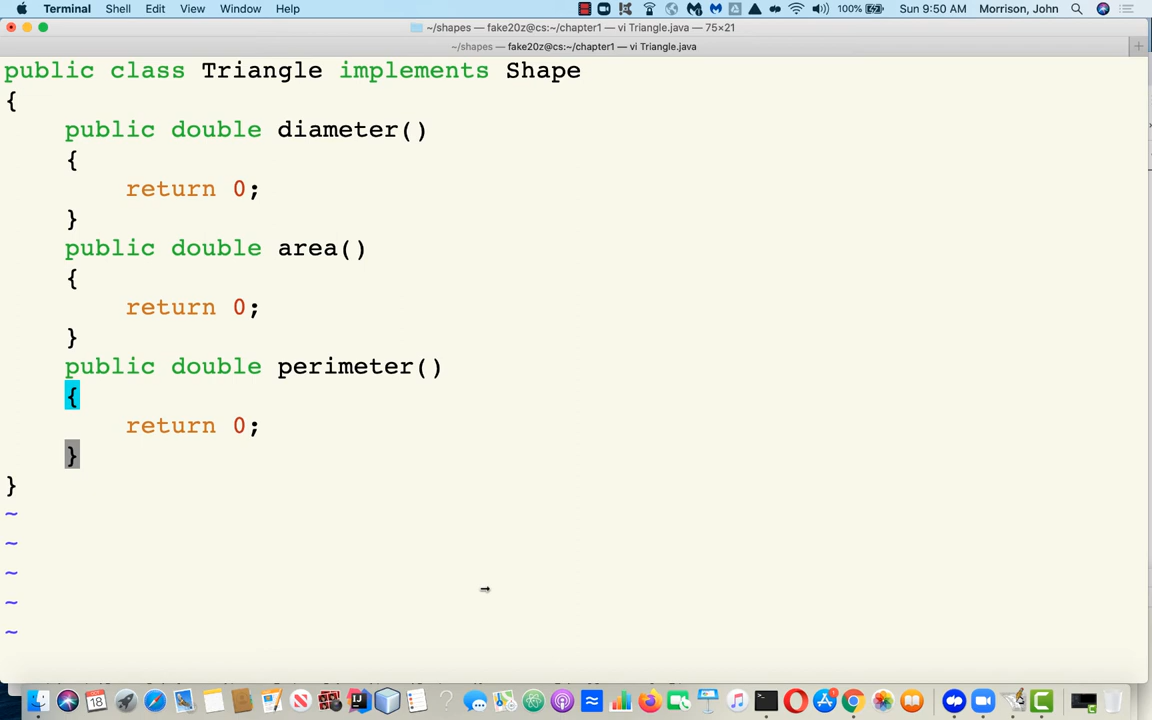 Terminal Shell Edit View Window Help 100% Sun 9:50 AM Morrison, John
~/shapes — fake20z@cs:~/chapter1 — vi Triangle.java — 75×21
~/shapes — fake20z@cs:~/chapter1 — vi Triangle.java
public class Triangle implements Shape
{
public double diameter()
{
return 0;
}
public double area()
{
return 0;
}
public double perimeter()
{
return 0;
}
}
~
~
~
~
~
18